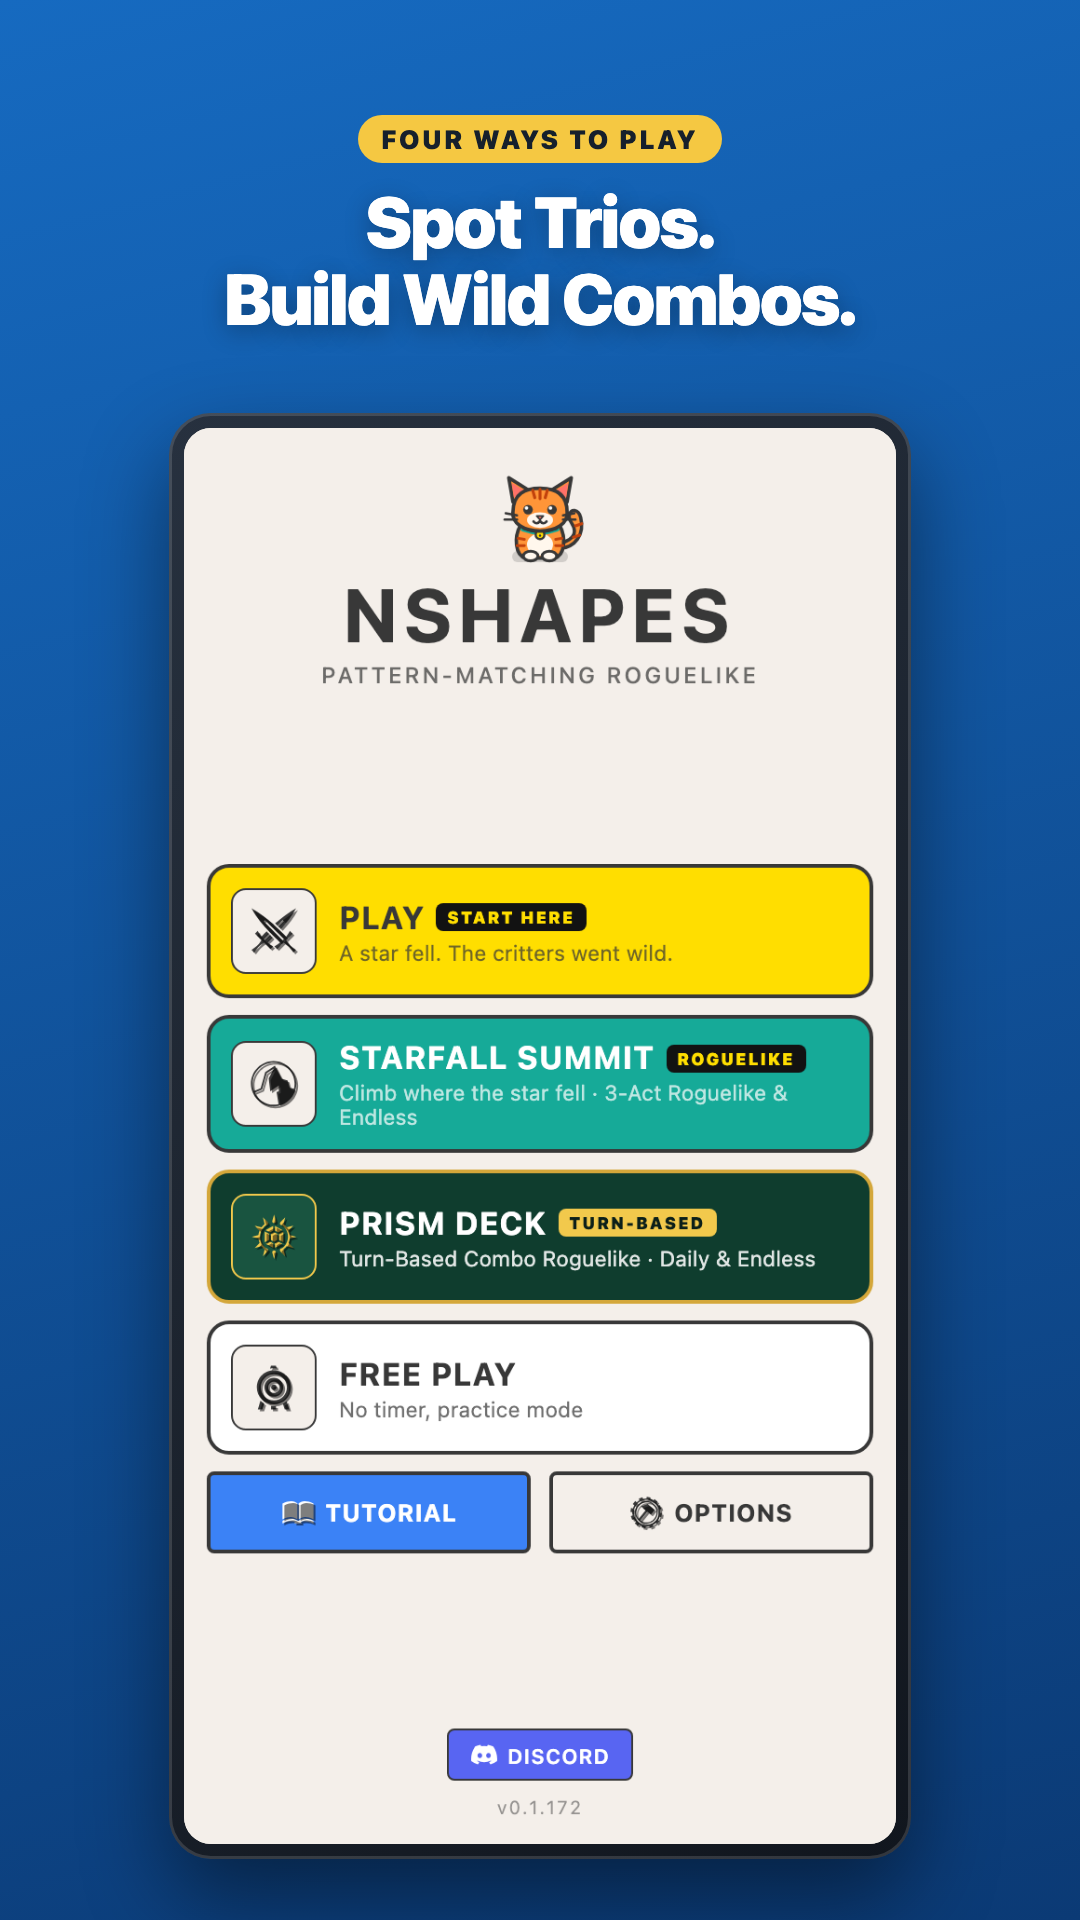 FOUR WAYS TO PLAY
Spot Trios.
Build Wild Combos.
NSHAPES
PATTERN-MATCHING ROGUELIKE
PLAY START HERE
A star fell. The critters went wild.
STARFALL SUMMIT ROGUELIKE
Climb where the star fell · 3-Act Roguelike &
Endless
PRISM DECK TURN-BASED
Turn-Based Combo Roguelike · Daily & Endless
FREE PLAY
No timer, practice mode
TUTORIAL
OPTIONS
DISCORD
v0.1.172